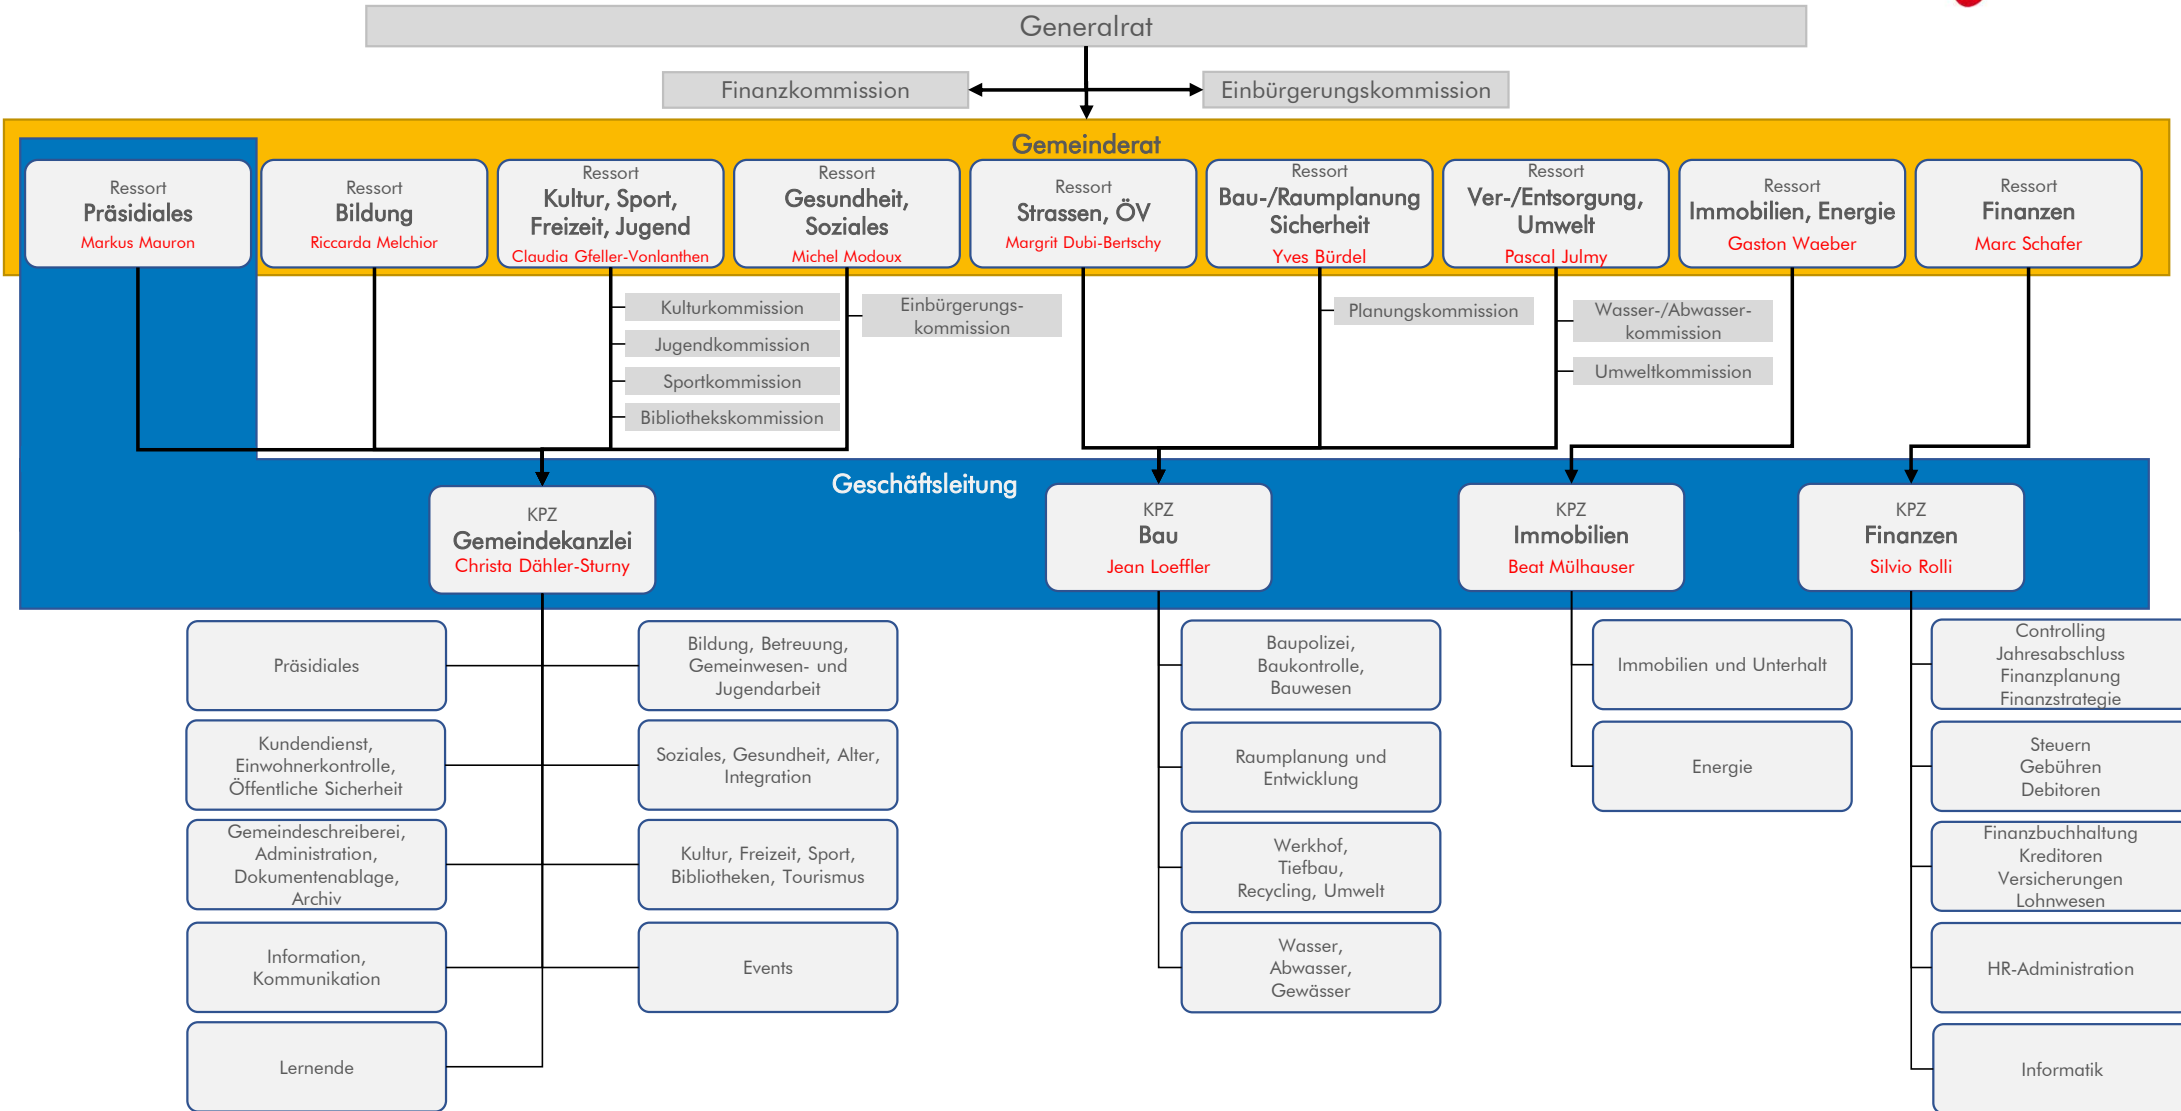 Generalrat
Finanzkommission
Einbürgerungskommission
Gemeinderat
Ressort
Präsidiales
Markus Mauron
Ressort
Bildung
Riccarda Melchior
Ressort
Kultur, Sport,
Freizeit, Jugend
Claudia Gfeller-Vonlanthen
Ressort
Gesundheit,
Soziales
Michel Modoux
Ressort
Strassen, ÖV
Margrit Dubi-Bertschy
Ressort
Bau-/Raumplanung
Sicherheit
Yves Bürdel
Ressort
Ver-/Entsorgung,
Umwelt
Pascal Julmy
Ressort
Immobilien, Energie
Gaston Waeber
Ressort
Finanzen
Marc Schafer
Kulturkommission
Jugendkommission
Sportkommission
Bibliothekskommission
Einbürgerungs-
kommission
Planungskommission
Wasser-/Abwasser-
kommission
Umweltkommission
Geschäftsleitung
KPZ
Gemeindekanzlei
Christa Dähler-Sturny
KPZ
Bau
Jean Loeffler
KPZ
Immobilien
Beat Mülhauser
KPZ
Finanzen
Silvio Rolli
Präsidiales
Kundendienst,
Einwohnerkontrolle,
Öffentliche Sicherheit
Gemeindeschreiberei,
Administration,
Dokumentenablage,
Archiv
Information,
Kommunikation
Lernende
Bildung, Betreuung,
Gemeinwesen- und
Jugendarbeit
Soziales, Gesundheit, Alter,
Integration
Kultur, Freizeit, Sport,
Bibliotheken, Tourismus
Events
Baupolizei,
Baukontrolle,
Bauwesen
Raumplanung und
Entwicklung
Werkhof,
Tiefbau,
Recycling, Umwelt
Wasser,
Abwasser,
Gewässer
Immobilien und Unterhalt
Energie
Controlling
Jahresabschluss
Finanzplanung
Finanzstrategie
Steuern
Gebühren
Debitoren
Finanzbuchhaltung
Kreditoren
Versicherungen
Lohnwesen
HR-Administration
Informatik